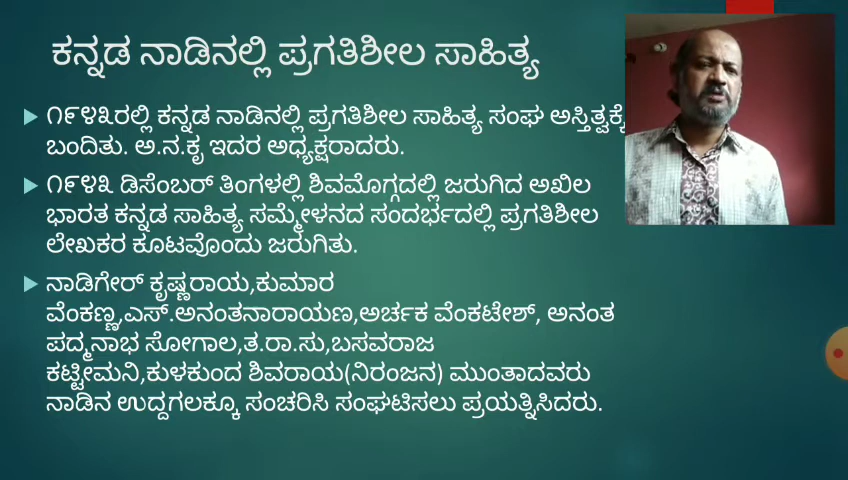 ಕನ್ನಡ ನಾಡಿನಲ್ಲಿ ಪ್ರಗತಿಶೀಲ ಸಾಹಿತ್ಯ
೧೯೪೩ರಲ್ಲಿ ಕನ್ನಡ ನಾಡಿನಲ್ಲಿ ಪ್ರಗತಿಶೀಲ ಸಾಹಿತ್ಯ ಸಂಘ ಅಸ್ತಿತ್ವಕ್ಕೆ
ಬಂದಿತು. ಅ.ನ.ಕೃ ಇದರ ಅಧ್ಯಕ್ಷರಾದರು.
೧೯೪೩ ಡಿಸೆಂಬರ್ ತಿಂಗಳಲ್ಲಿ ಶಿವಮೊಗ್ಗದಲ್ಲಿ ಜರುಗಿದ ಅಖಿಲ
ಭಾರತ ಕನ್ನಡ ಸಾಹಿತ್ಯ ಸಮ್ಮೇಳನದ ಸಂದರ್ಭದಲ್ಲಿ ಪ್ರಗತಿಶೀಲ
ಲೇಖಕರ ಕೂಟವೊಂದು ಜರುಗಿತು.
ನಾಡಿಗೇರ್ ಕೃಷ್ಣರಾಯ,ಕುಮಾರ
ವೆಂಕಣ್ಣ,ಎಸ್.ಅನಂತನಾರಾಯಣ,ಅರ್ಚಕ ವೆಂಕಟೇಶ್, ಅನಂತ
ಪದ್ಮನಾಭ ಸೋಗಾಲ,ತ.ರಾ.ಸು,ಬಸವರಾಜ
ಕಟ್ಟೀಮನಿ,ಕುಳಕುಂದ ಶಿವರಾಯ(ನಿರಂಜನ) ಮುಂತಾದವರು
ನಾಡಿನ ಉದ್ದಗಲಕ್ಕೂ ಸಂಚರಿಸಿ ಸಂಘಟಿಸಲು ಪ್ರಯತ್ನಿಸಿದರು.